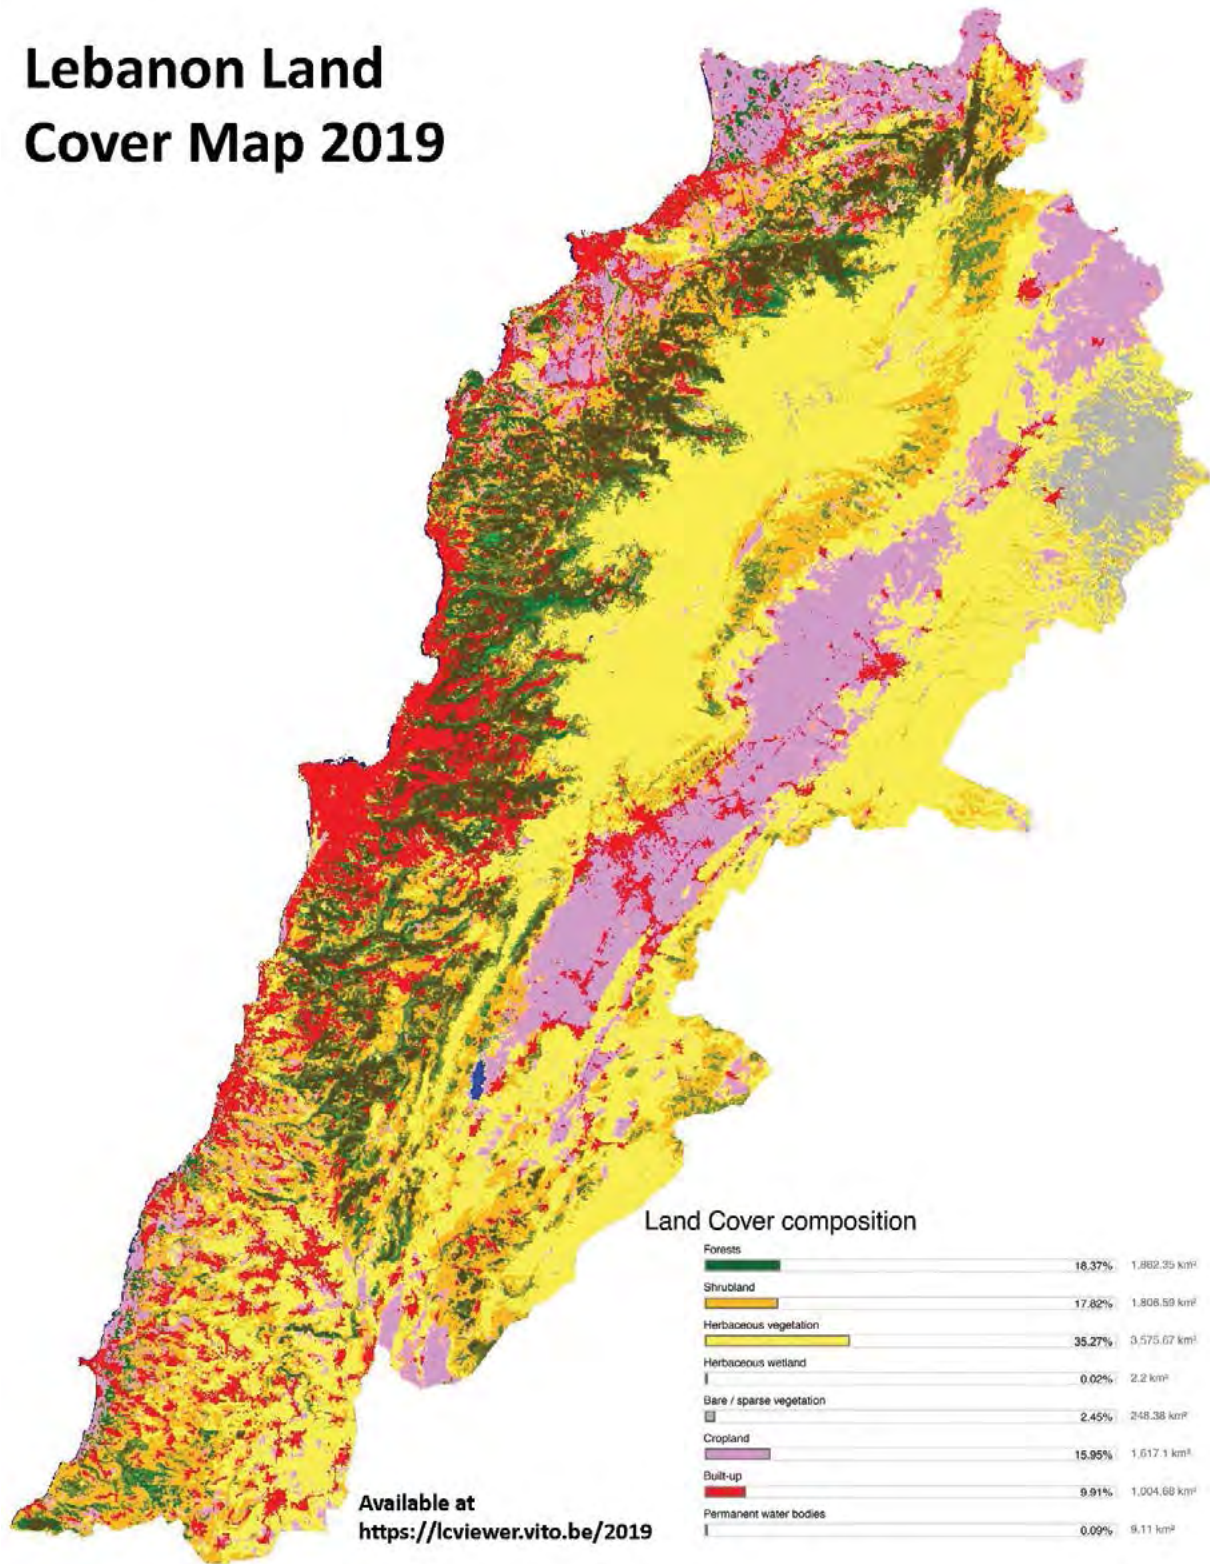 Lebanon Land
Cover Map 2019
Land Cover composition
Forests
18.37% 1,862.35 km²
Shrubland
17.82% 1,806.59 km²
Herbaceous vegetation
35.27% 3,575.67 km²
Herbaceous wetland
0.02% 2.2 km²
Bare / sparse vegetation
2.45% 248.38 km²
Cropland
15.95% 1,617.1 km²
Built-up
9.91% 1,004.68 km²
Permanent water bodies
0.09% 9.11 km²
Available at
https://lcviewer.vito.be/2019